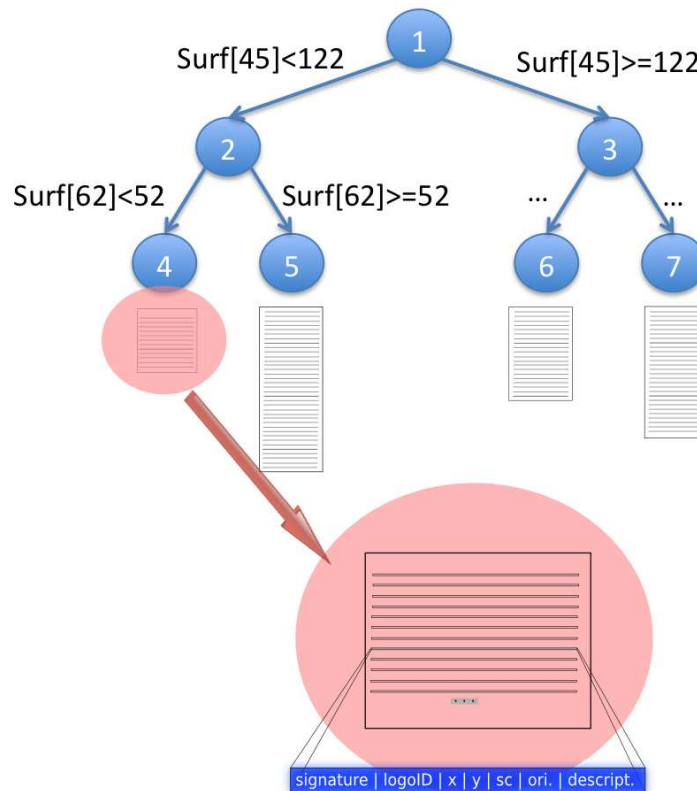 1
Surf[45]<122
Surf[45]>=122
2
3
Surf[62]<52
Surf[62]>=52
...
...
4
5
6
7
signature | logoID | x | y | sc | ori. | descript.